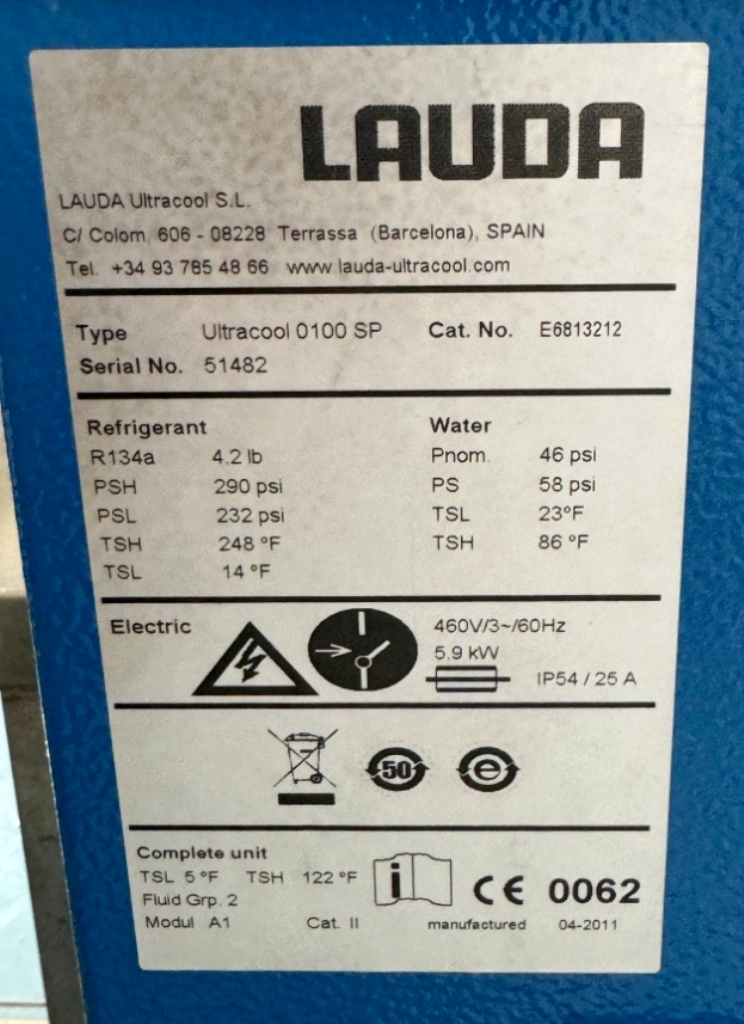 LAUDA
LAUDA Ultracool S.L.
C/ Colom, 606 - 08228 Terrassa (Barcelona), SPAIN
Tel. +34 93 785 48 66 www.lauda-ultracool.com
Type Ultracool 0100 SP Cat. No. E6813212
Serial No. 51482
Refrigerant Water
R134a 4.2 lb Pnom. 46 psi
PSH 290 psi PS 58 psi
PSL 232 psi TSL 23°F
TSH 248 °F TSH 86 °F
TSL 14 °F
Electric 460V/3~/60Hz
5,9 kW
IP54 / 25 A
50 e
Complete unit
TSL 5 °F TSH 122 °F
Fluid Grp. 2 i CE 0062
Modul A1 Cat. II manufactured 04-2011